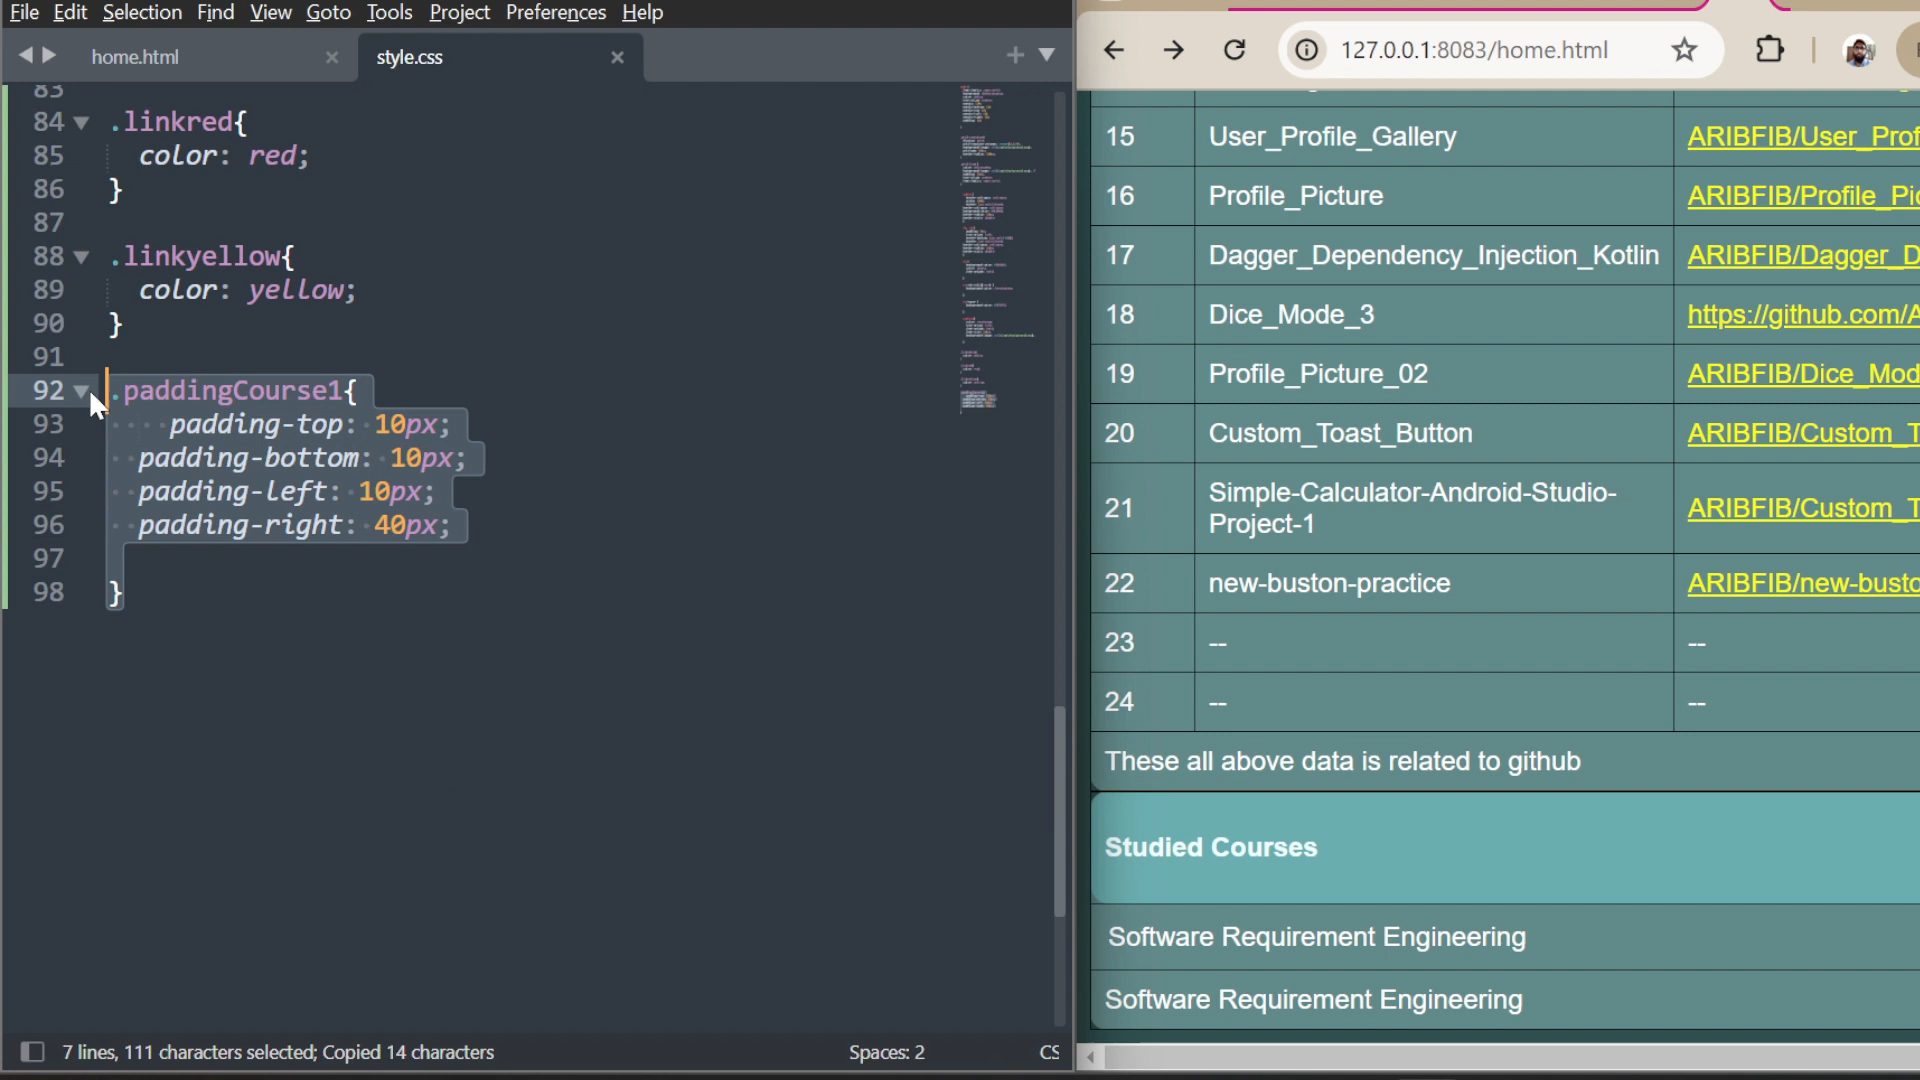 File Edit Selection Find View Goto Tools Project Preferences Help
home.html
style.css
83
84 .linkred{
85 color: red;
86 }
87
88 .linkyellow{
89 color: yellow;
90 }
91
92 .paddingCourse1{
93 padding-top: 10px;
94 padding-bottom: 10px;
95 padding-left: 10px;
96 padding-right: 40px;
97
98 }
7 lines, 111 characters selected; Copied 14 characters
Spaces: 2
CS
127.0.0.1:8083/home.html
15 User_Profile_Gallery ARIBFIB/User_Prof
16 Profile_Picture ARIBFIB/Profile_Pic
17 Dagger_Dependency_Injection_Kotlin ARIBFIB/Dagger_D
18 Dice_Mode_3 https://github.com/A
19 Profile_Picture_02 ARIBFIB/Dice_Mod
20 Custom_Toast_Button ARIBFIB/Custom_T
21 Simple-Calculator-Android-Studio-
Project-1 ARIBFIB/Custom_T
22 new-buston-practice ARIBFIB/new-busto
23 -- --
24 -- --
These all above data is related to github
Studied Courses
Software Requirement Engineering
Software Requirement Engineering